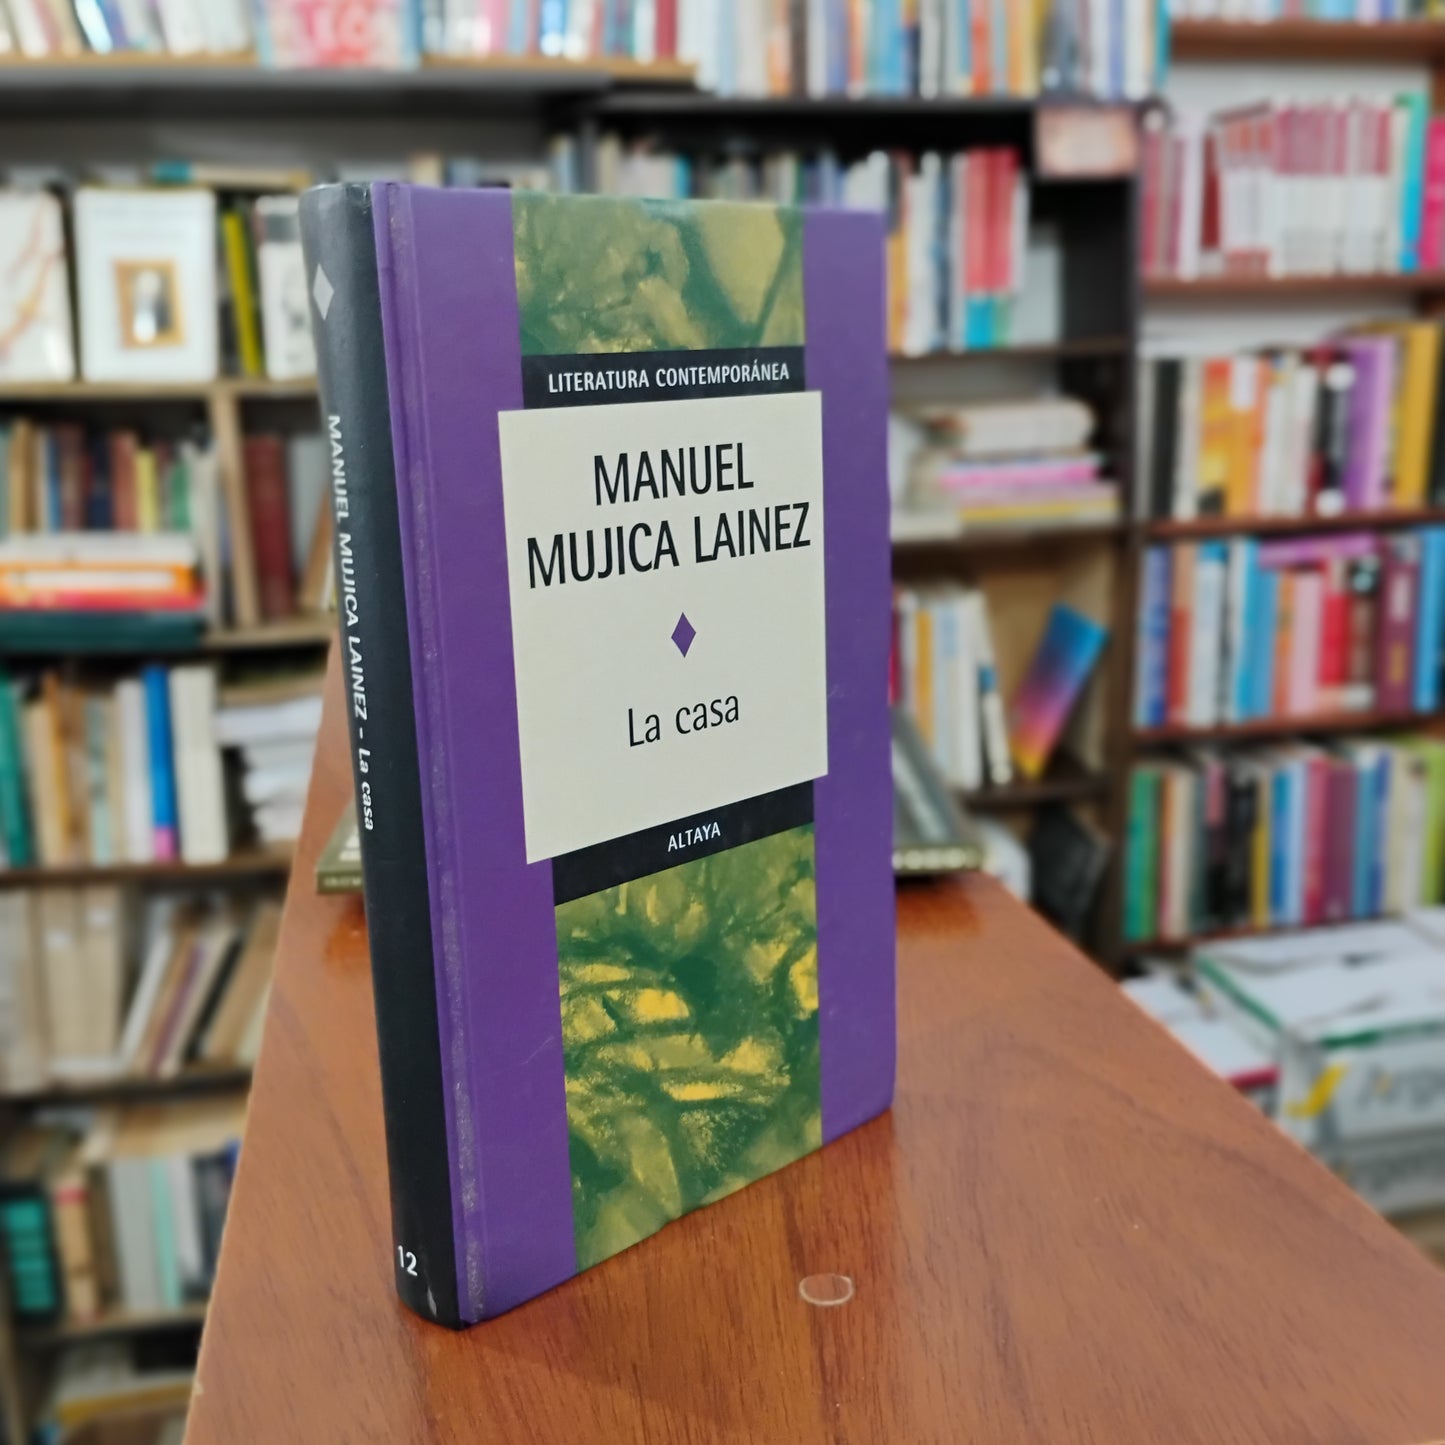 LITERATURA CONTEMPORÁNEA
MANUEL
MUJICA LAINEZ
La casa
ALTAYA
MANUEL MUJICA LAINEZ - La casa
12